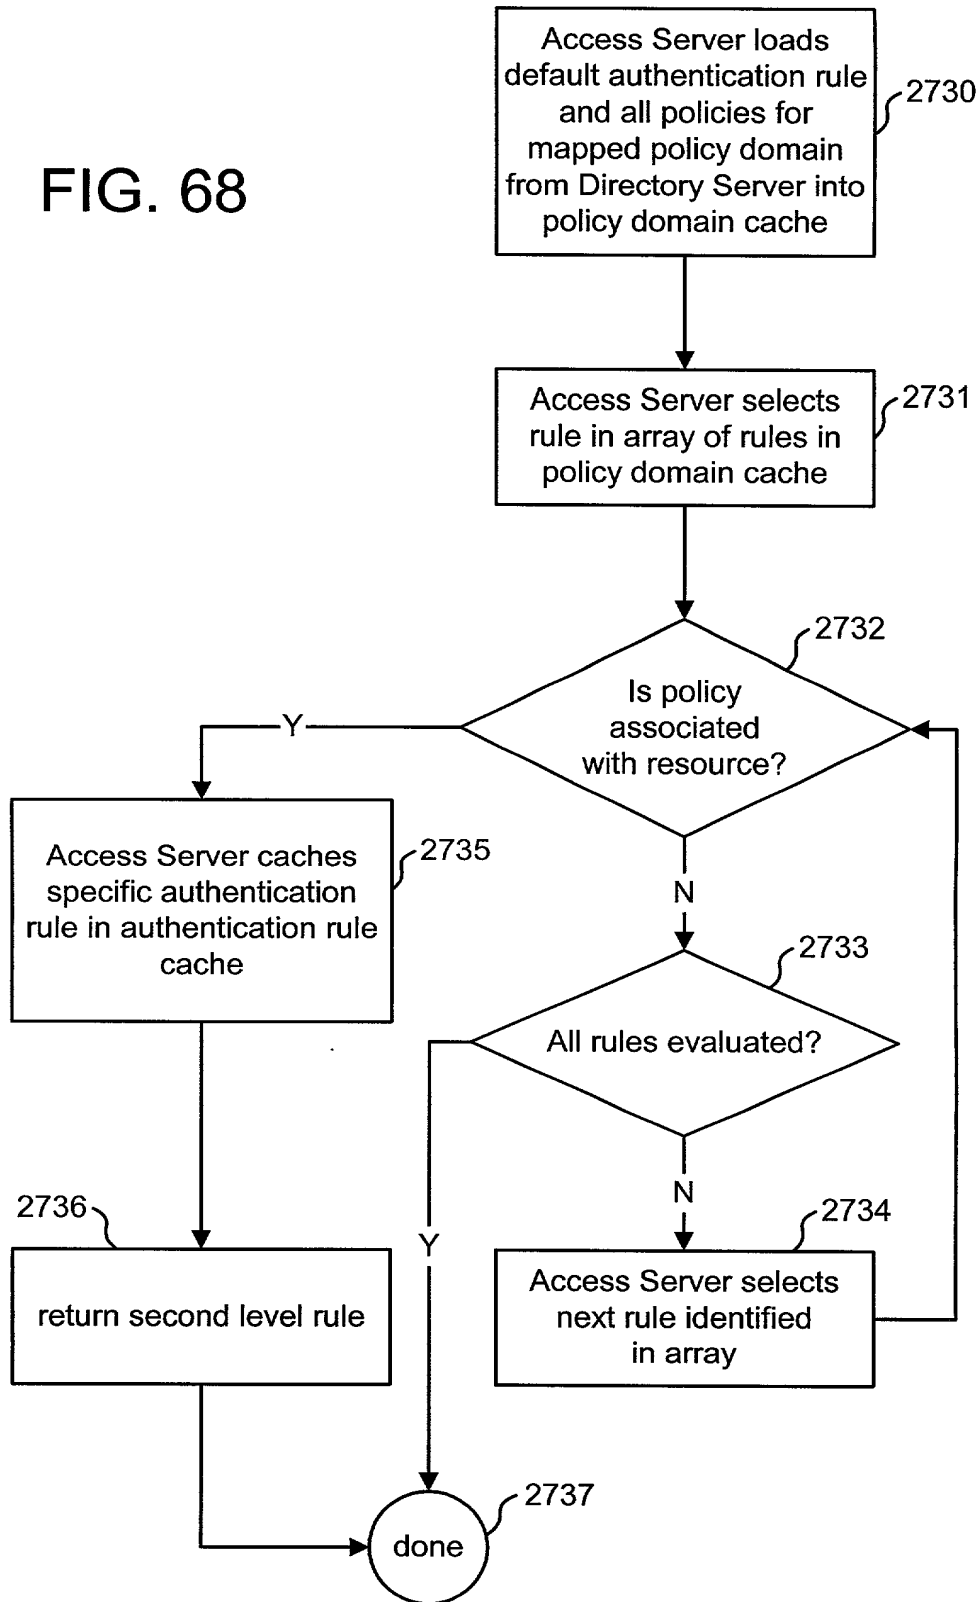 FIG. 68
Access Server loads
default authentication rule
and all policies for
mapped policy domain
from Directory Server into
policy domain cache
2730
Access Server selects
rule in array of rules in
policy domain cache
2731
Is policy
associated
with resource?
2732
Y
N
Access Server caches
specific authentication
rule in authentication rule
cache
2735
All rules evaluated?
2733
Y
N
return second level rule
2736
Access Server selects
next rule identified
in array
2734
done
2737